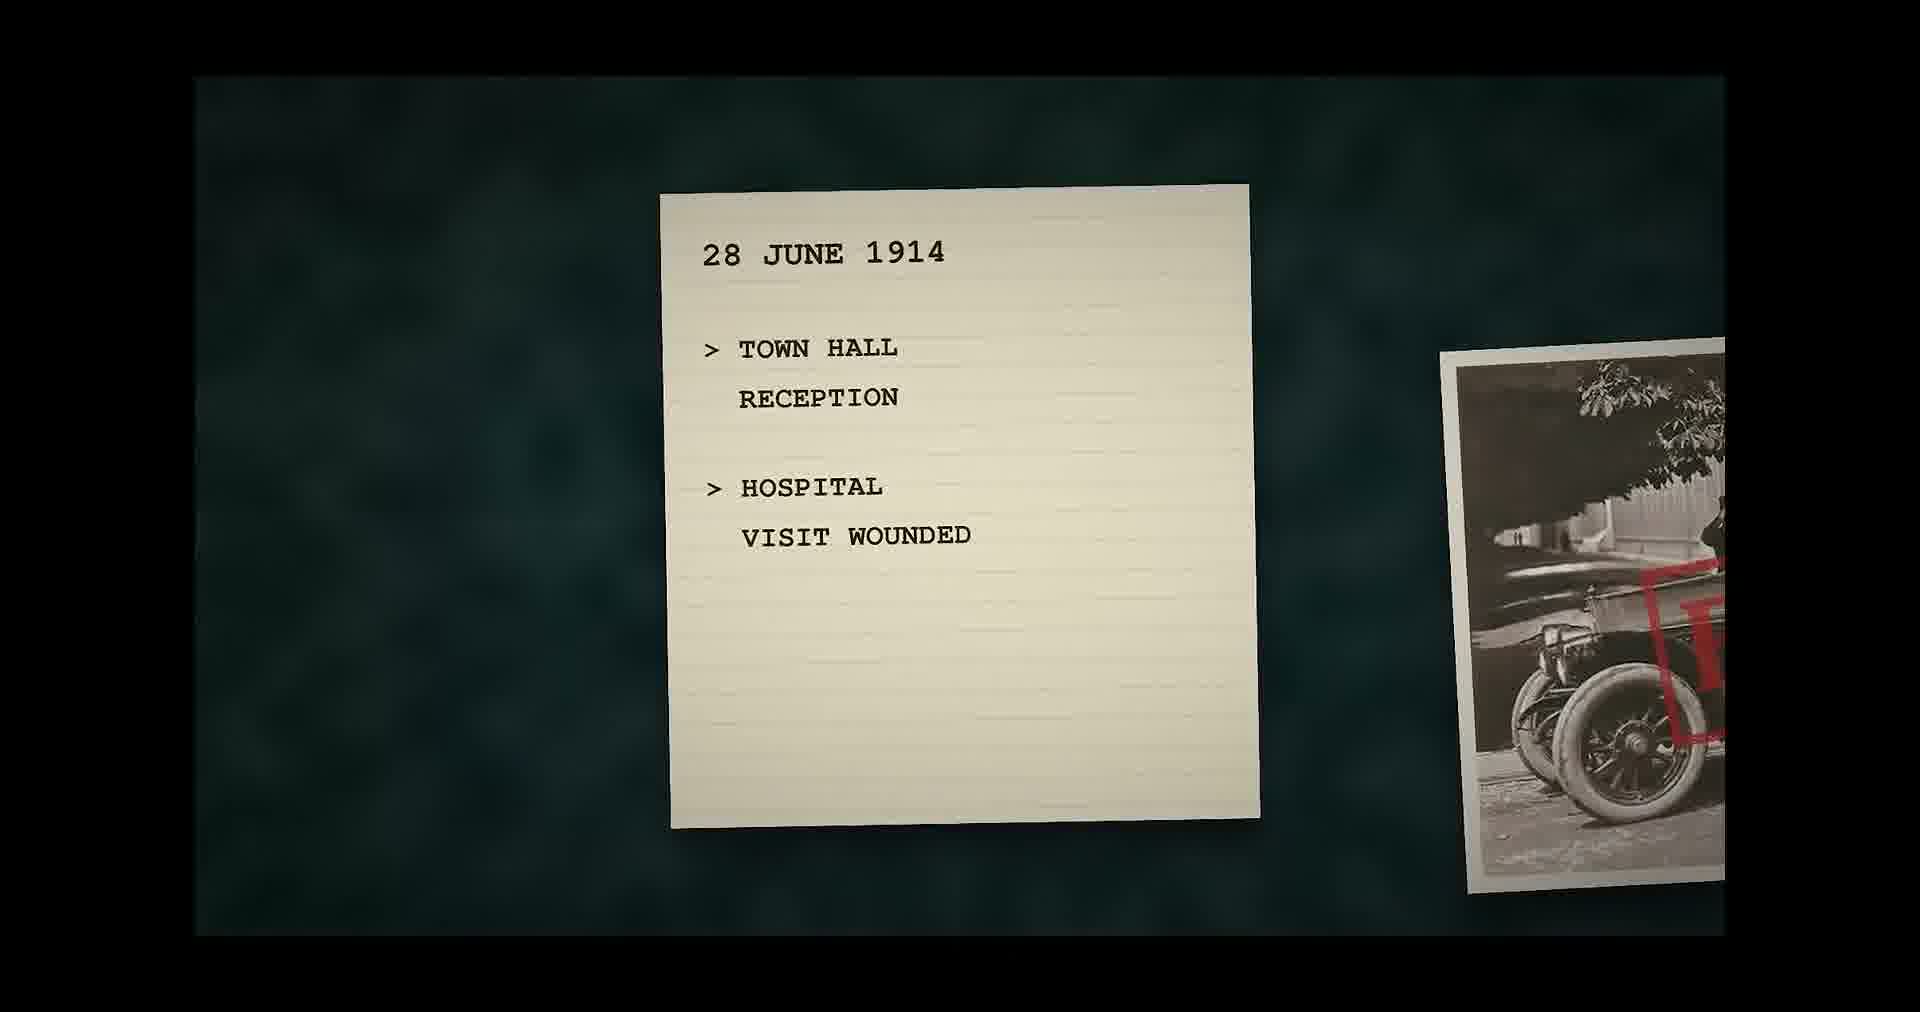 28 JUNE 1914
> TOWN HALL
RECEPTION
> HOSPITAL
VISIT WOUNDED